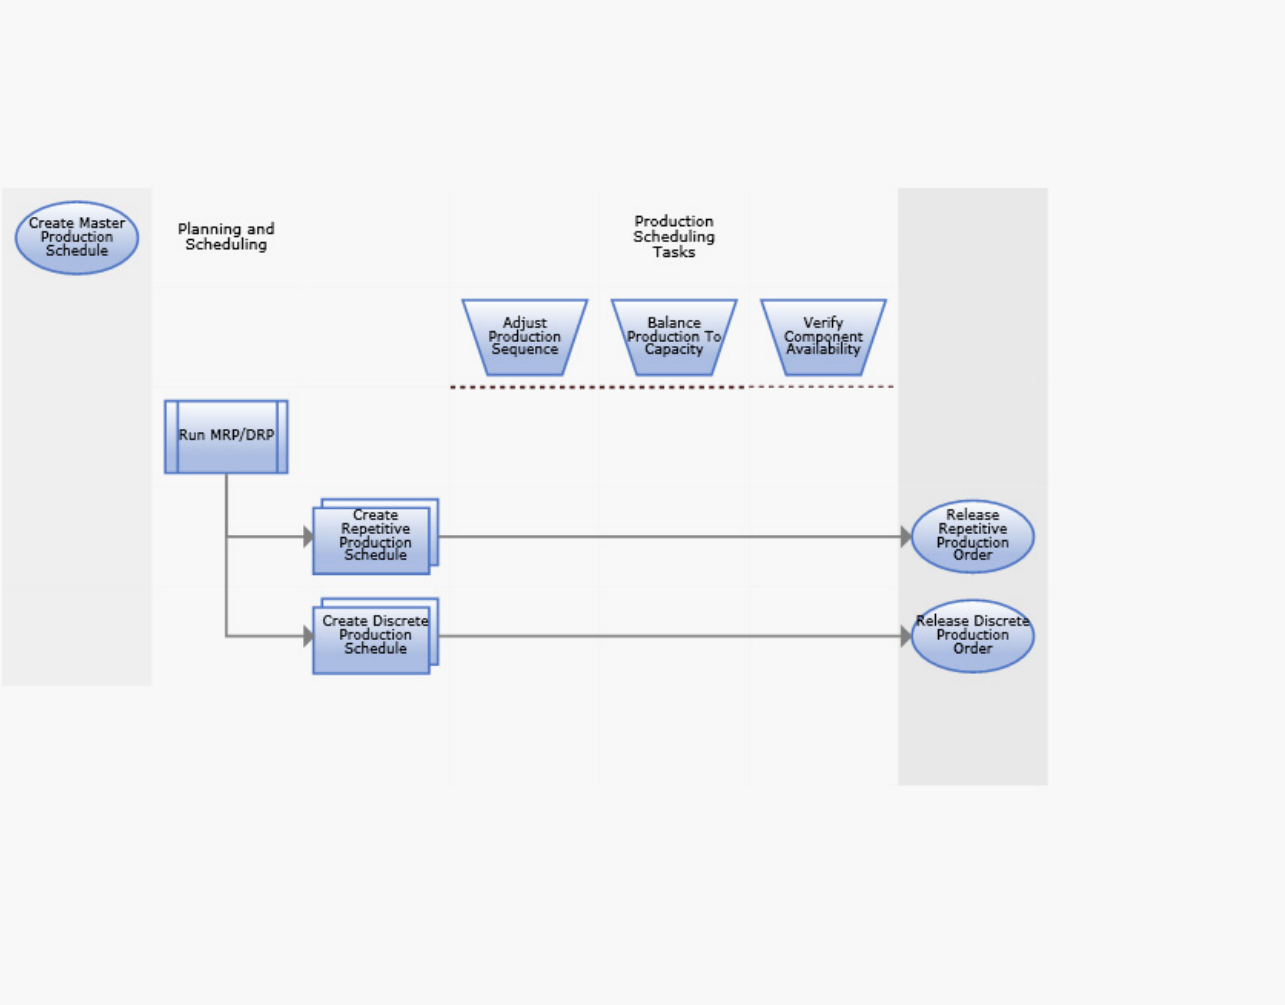 Create Master
Production
Schedule
Planning and
Scheduling
Production
Scheduling
Tasks
Adjust
Production
Sequence
Balance
Production To
Capacity
Verify
Component
Availability
Run MRP/DRP
Create
Repetitive
Production
Schedule
Release
Repetitive
Production
Order
Create Discrete
Production
Schedule
Release Discrete
Production
Order